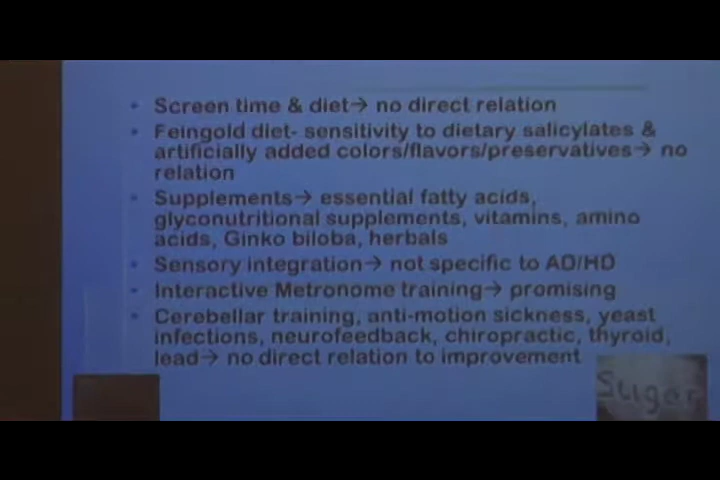 • Screen time & diet→ no direct relation
• Feingold diet- sensitivity to dietary salicylates &
artificially added colors/flavors/preservatives→ no
relation
• Supplements→ essential fatty acids,
glyconutritional supplements, vitamins, amino
acids, Ginko biloba, herbals
• Sensory integration→ not specific to AD/HD
• Interactive Metronome training→ promising
• Cerebellar training, anti-motion sickness, yeast
infections, neurofeedback, chiropractic, thyroid,
lead→ no direct relation to improvement
Sugar